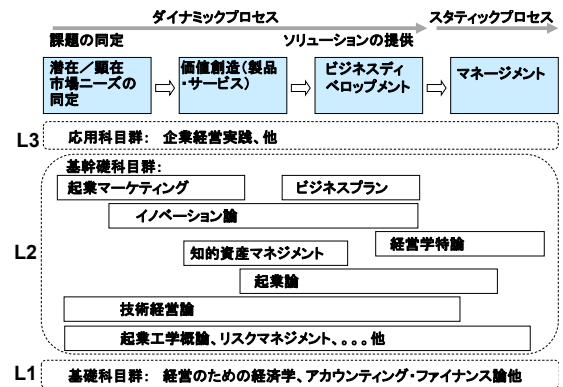 ダイナミックプロセス
スタティックプロセス
課題の同定
ソリューションの提供
潜在／顕在
市場ニーズの
同定
価値創造（製品
・サービス）
ビジネスディ
ベロップメント
マネージメント
L3
応用科目群： 企業経営実践、他
基幹礎科目群：
起業マーケティング
ビジネスプラン
イノベーション論
L2
知的資産マネジメント
経営学特論
起業論
技術経営論
起業工学概論、リスクマネジメント、。。。他
L1
基礎科目群： 経営のための経済学、アカウンティング・ファイナンス論他